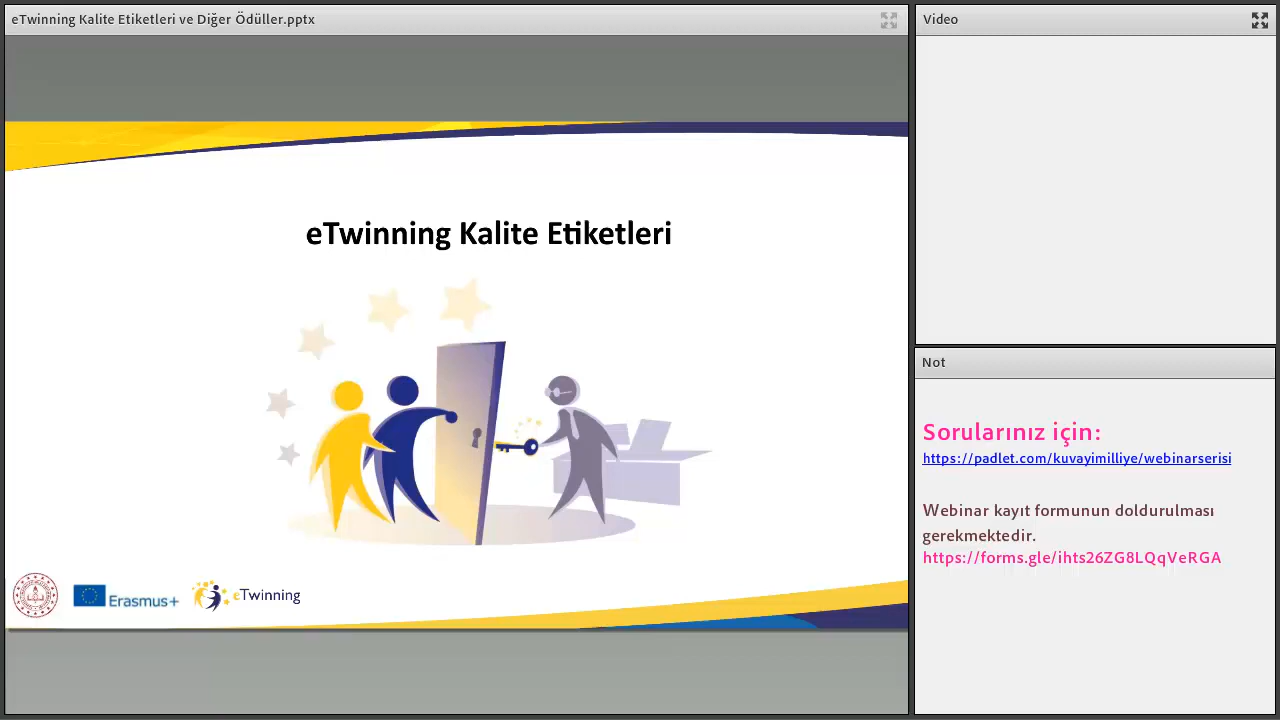 eTwinning Kalite Etiketleri ve Diğer Ödüller.pptx
eTwinning Kalite Etiketleri
Erasmus+
eTwinning
Video
Not
Sorularınız için:
https://padlet.com/kuvayimilliye/webinarserisi
Webinar kayıt formunun doldurulması
gerekmektedir.
https://forms.gle/ihts26ZG8LQqVeRGA